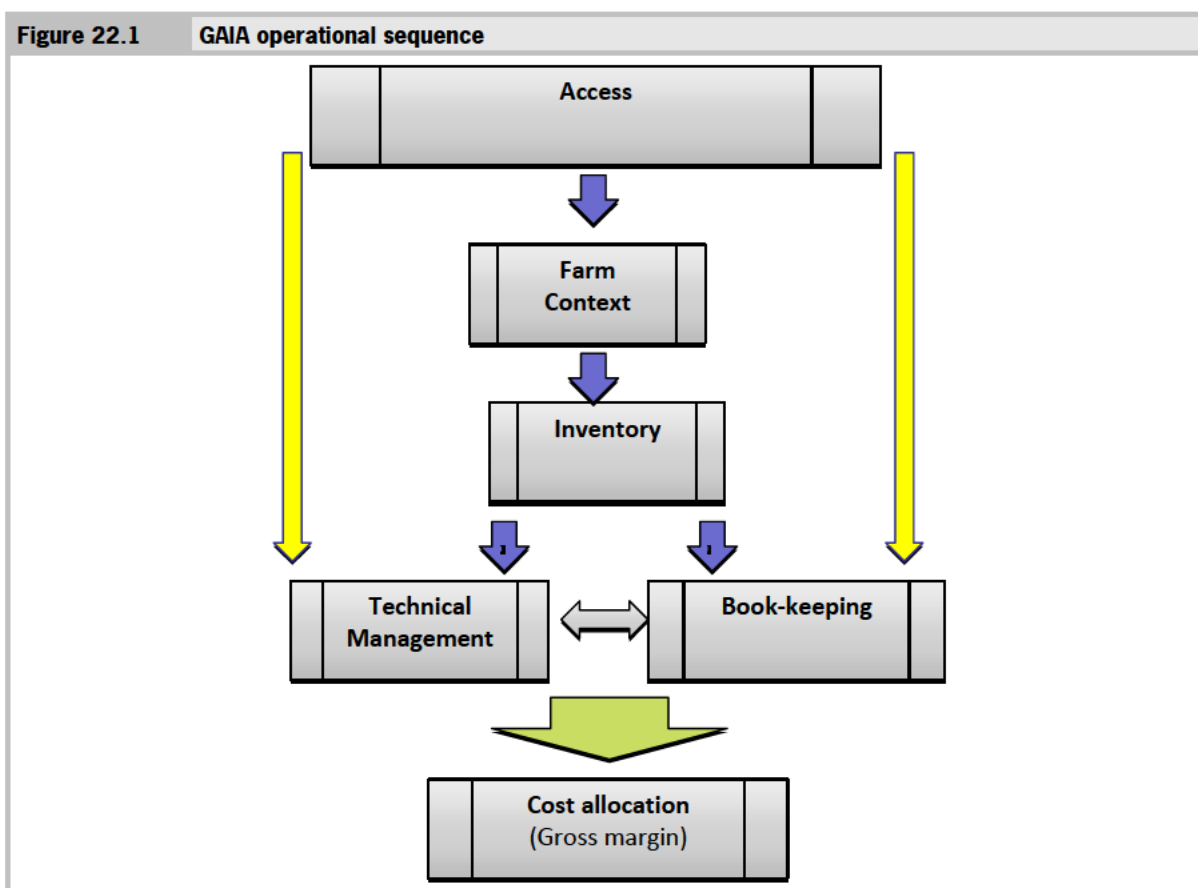 Figure 22.1 GAIA operational sequence
Access
Farm
Context
Inventory
Technical
Management
Book-keeping
Cost allocation
(Gross margin)